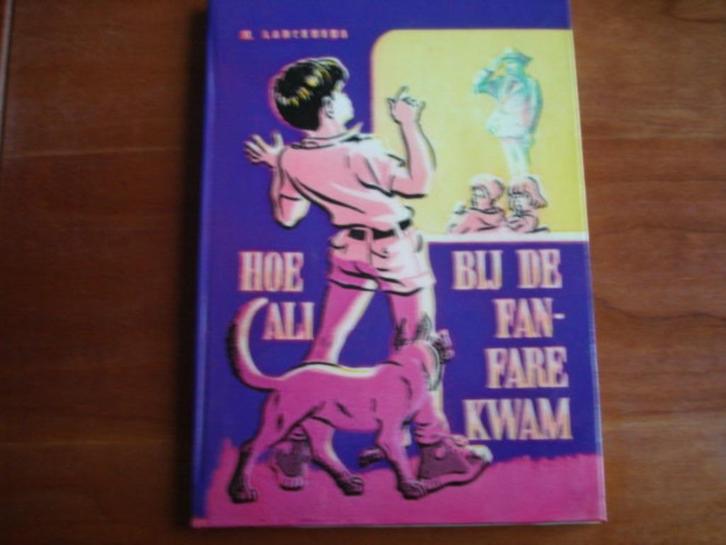 HOE
ALI
BIJ DE
FAN-
FARE
KWAM